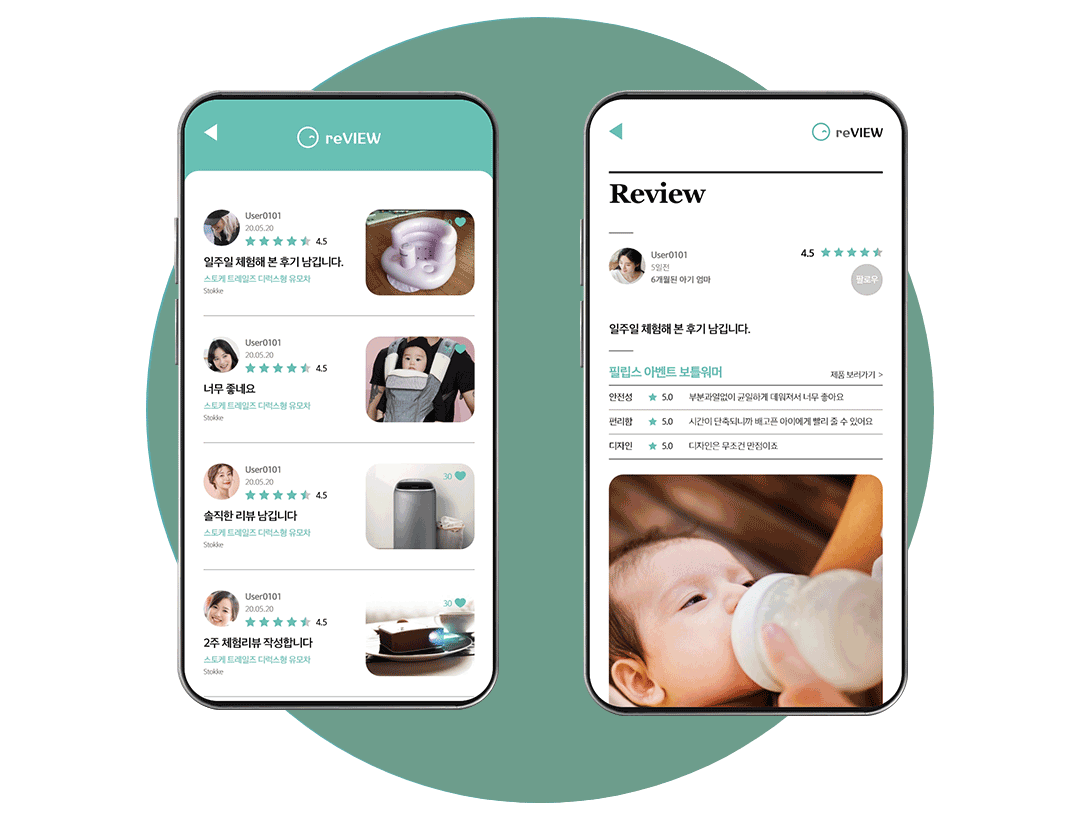 reVIEW
User0101
20.05.20
4.5
일주일 체험해 본 후기 남깁니다.
스토케 트레일즈 디럭스형 유모차
Stokke
User0101
20.05.20
4.5
너무 좋네요
스토케 트레일즈 디럭스형 유모차
Stokke
User0101
20.05.20
4.5
솔직한 리뷰 남깁니다
스토케 트레일즈 디럭스형 유모차
Stokke
30
User0101
20.05.20
4.5
2주 체험리뷰 작성합니다
스토케 트레일즈 디럭스형 유모차
Stokke
30
reVIEW
Review
User0101
5일전
6개월된 아기 엄마
4.5
팔로우
일주일 체험해 본 후기 남깁니다.
필립스 아벤트 보틀워머
제품 보러가기 >
안전성 5.0 부분과열없이 균일하게 데워져서 너무 좋아요
편리함 5.0 시간이 단축되니까 배고픈 아이에게 빨리 줄 수 있어요
디자인 5.0 디자인은 무조건 만점이죠